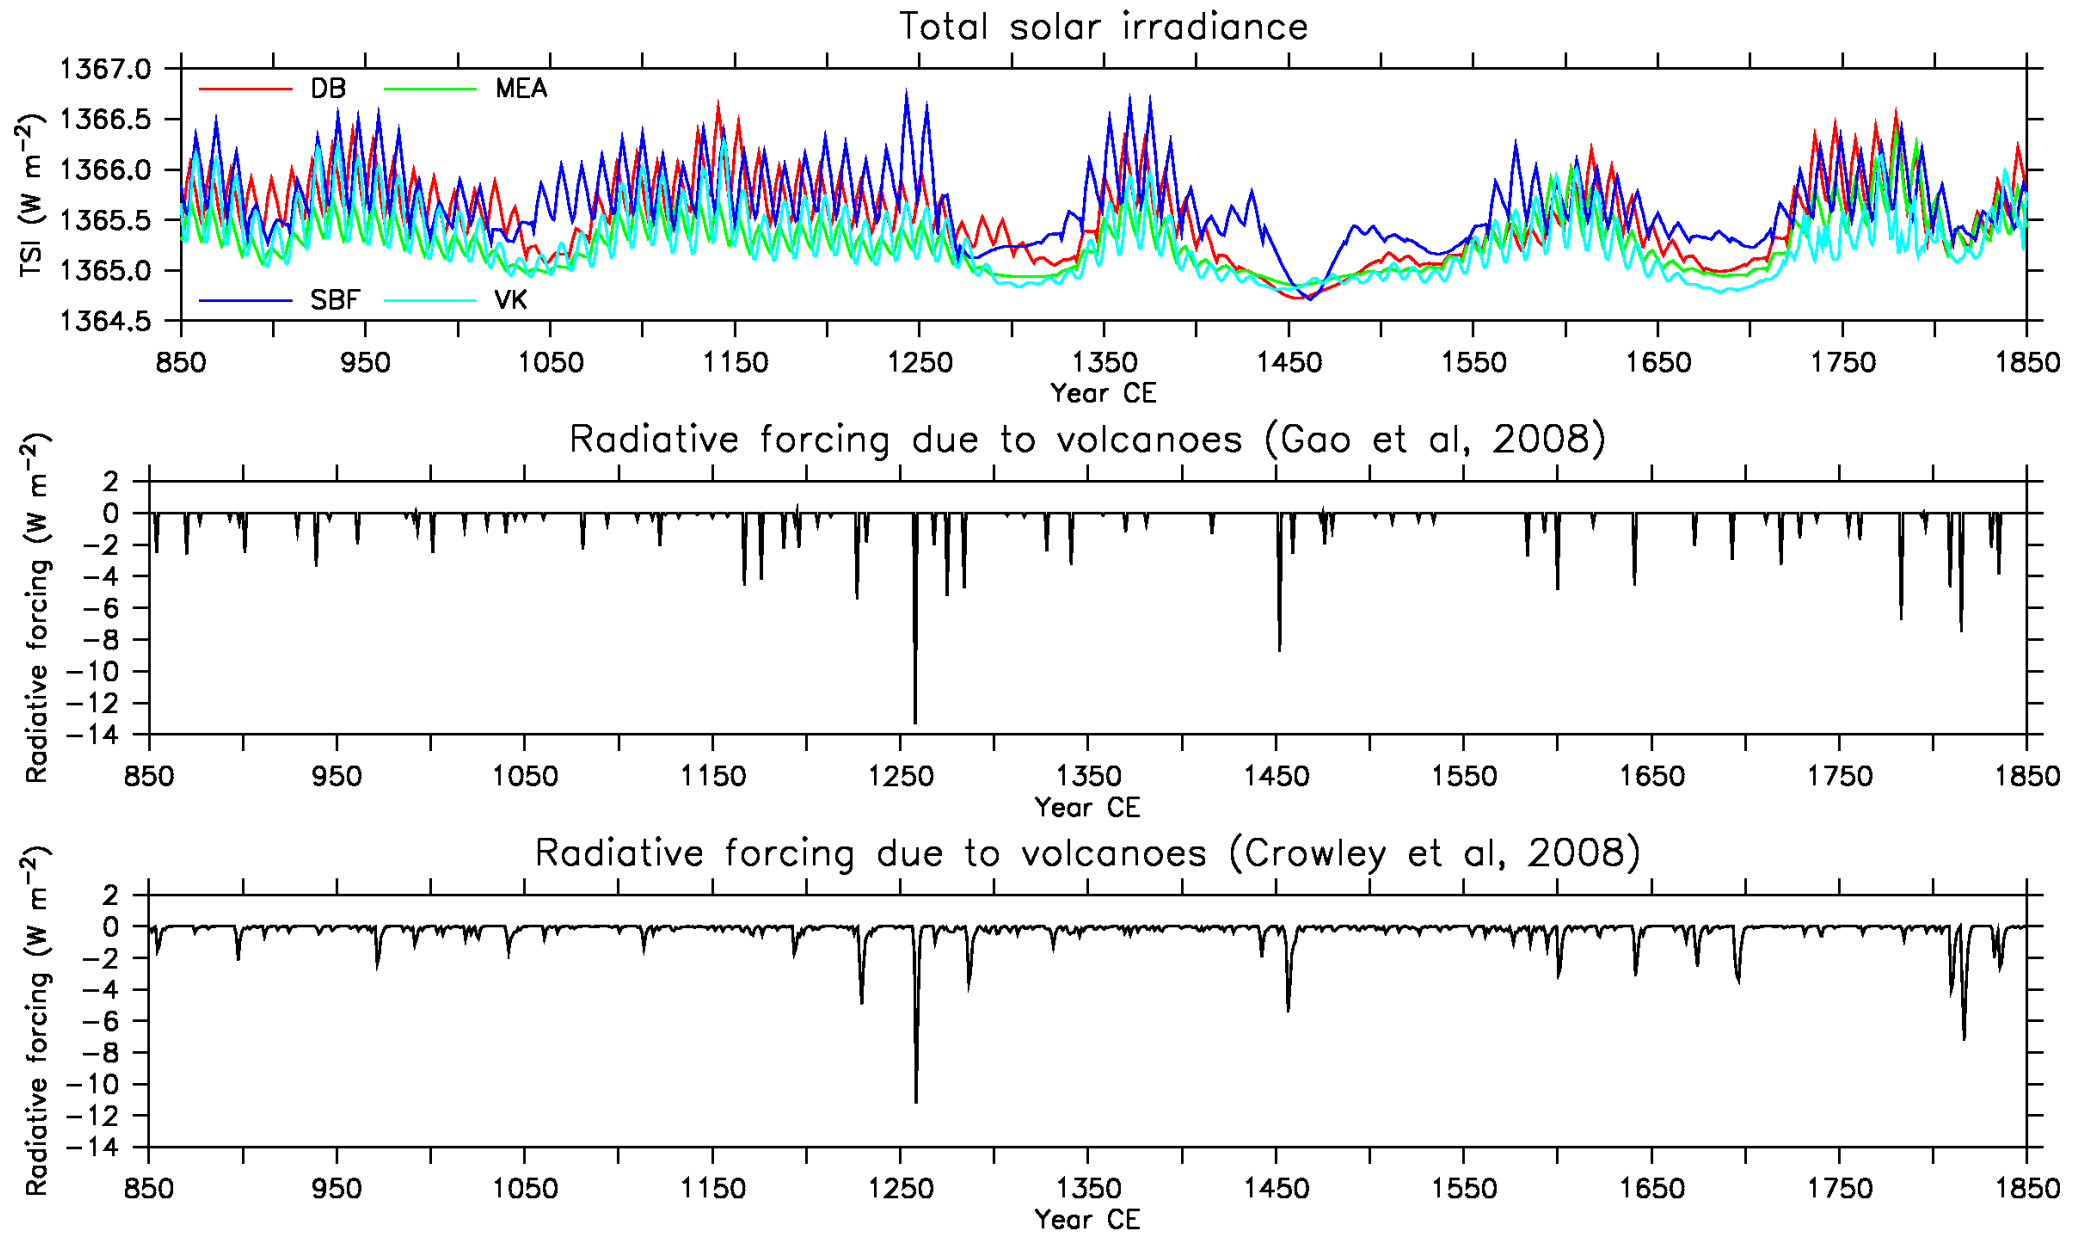 Total solar irradiance
TSI (W m−2)
1367.0
1366.5
1366.0
1365.5
1365.0
1364.5
DB MEA
SBF VK
850 950 1050 1150 1250 1350 1450 1550 1650 1750 1850
Year CE
Radiative forcing due to volcanoes (Gao et al, 2008)
Radiative forcing (W m−2)
2
0
−2
−4
−6
−8
−10
−12
−14
850 950 1050 1150 1250 1350 1450 1550 1650 1750 1850
Year CE
Radiative forcing due to volcanoes (Crowley et al, 2008)
Radiative forcing (W m−2)
2
0
−2
−4
−6
−8
−10
−12
−14
850 950 1050 1150 1250 1350 1450 1550 1650 1750 1850
Year CE